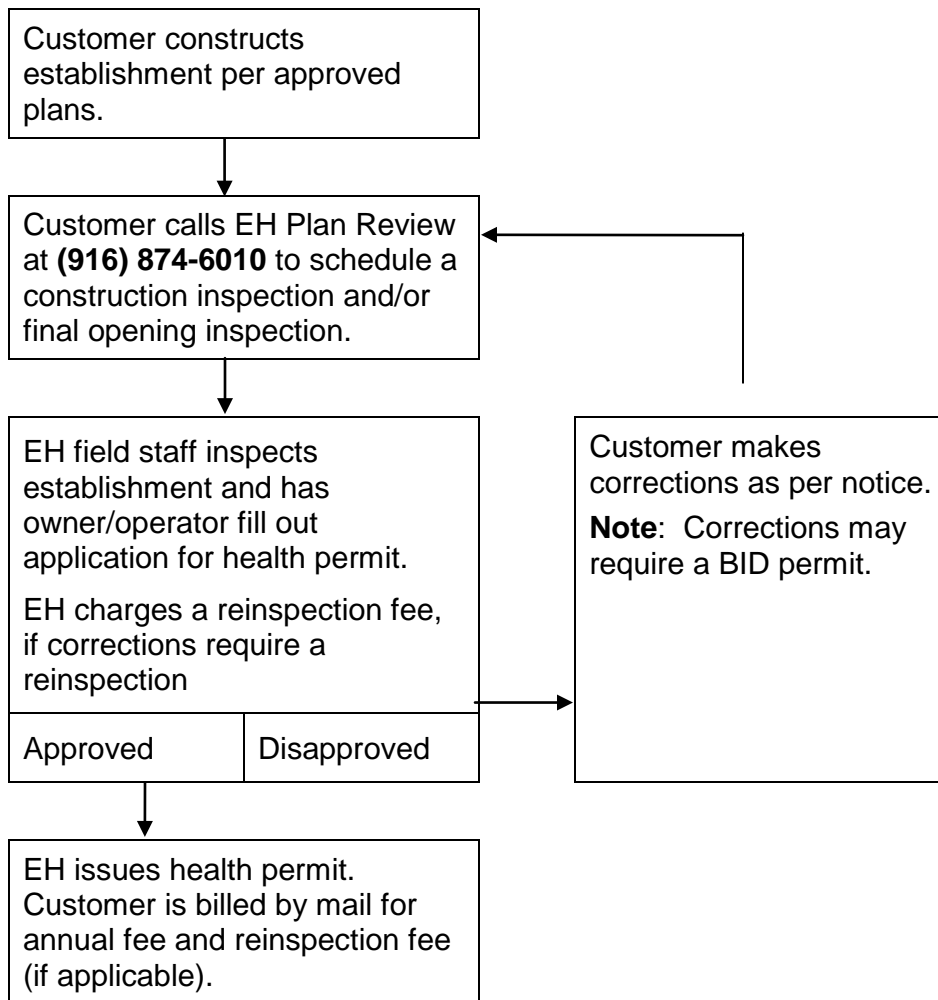 Customer constructs
establishment per approved
plans.
Customer calls EH Plan Review
at (916) 874-6010 to schedule a
construction inspection and/or
final opening inspection.
EH field staff inspects
establishment and has
owner/operator fill out
application for health permit.
EH charges a reinspection fee,
if corrections require a
reinspection
Approved
Disapproved
Customer makes
corrections as per notice.
Note:  Corrections may
require a BID permit.
EH issues health permit.
Customer is billed by mail for
annual fee and reinspection fee
(if applicable).